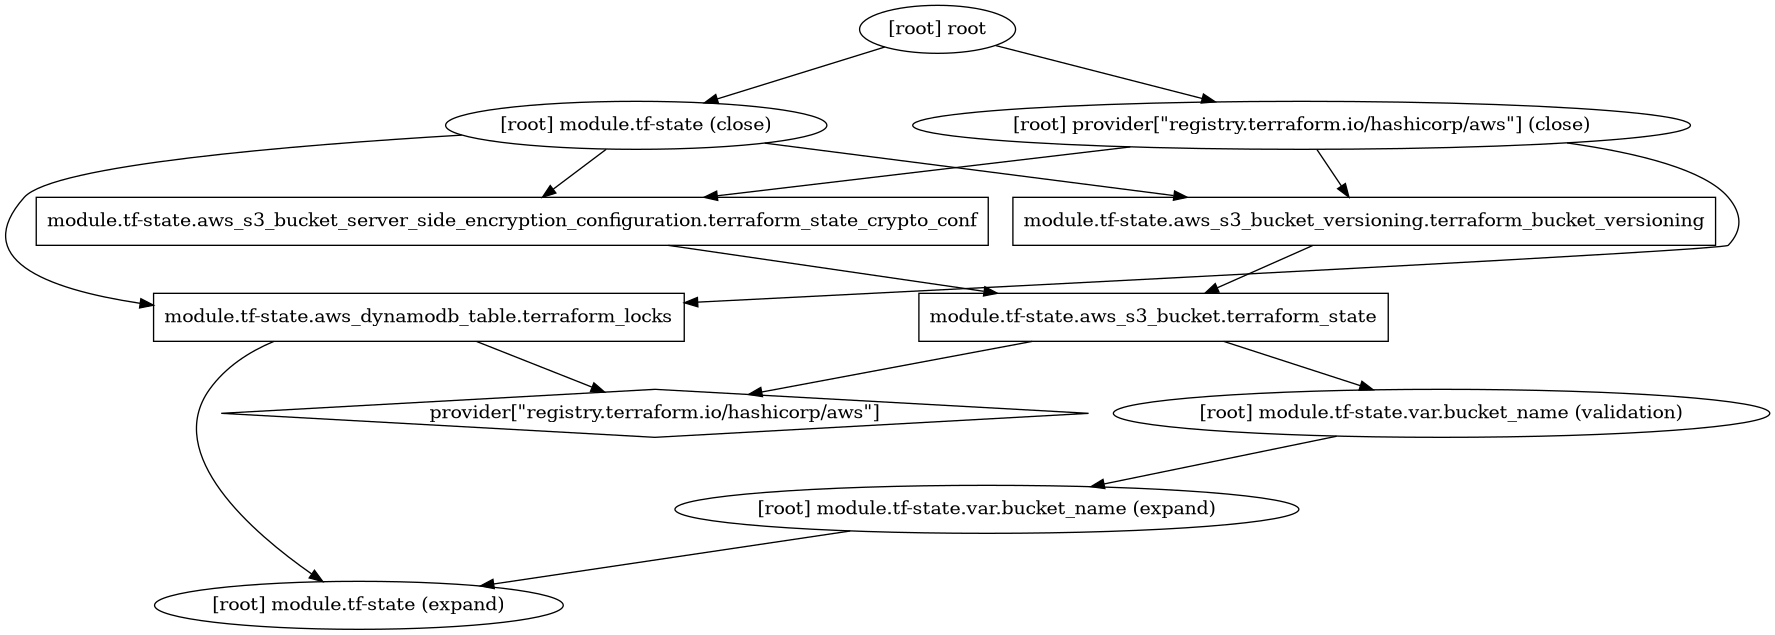 [root] root
[root] module.tf-state (close)
[root] provider["registry.terraform.io/hashicorp/aws"] (close)
module.tf-state.aws_s3_bucket_server_side_encryption_configuration.terraform_state_crypto_conf
module.tf-state.aws_s3_bucket_versioning.terraform_bucket_versioning
module.tf-state.aws_dynamodb_table.terraform_locks
module.tf-state.aws_s3_bucket.terraform_state
provider["registry.terraform.io/hashicorp/aws"]
[root] module.tf-state.var.bucket_name (validation)
[root] module.tf-state.var.bucket_name (expand)
[root] module.tf-state (expand)